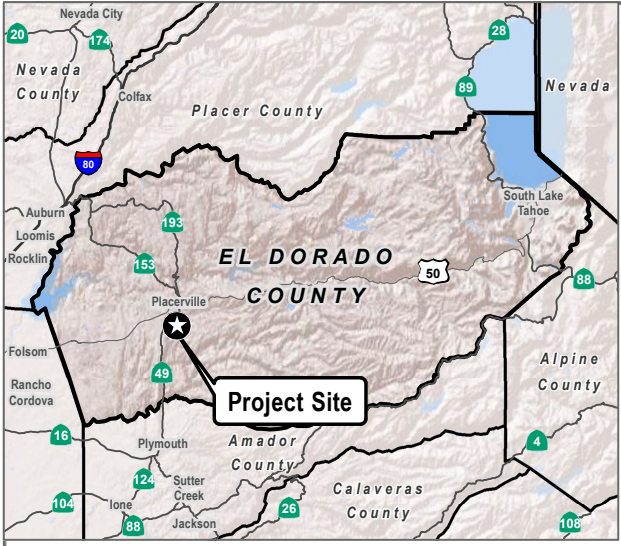 Nevada City
20
174
28
Nevada
County
Colfax
89
Nevada
Placer County
80
Auburn
Loomis
Rocklin
South Lake
Tahoe
193
153
EL DORADO
COUNTY
50
88
Placerville
Folsom
Rancho
Cordova
49
Project Site
Alpine
County
16
Plymouth
Amador
County
4
124
Sutter
Creek
104
Ione
88
Jackson
26
Calaveras
County
108